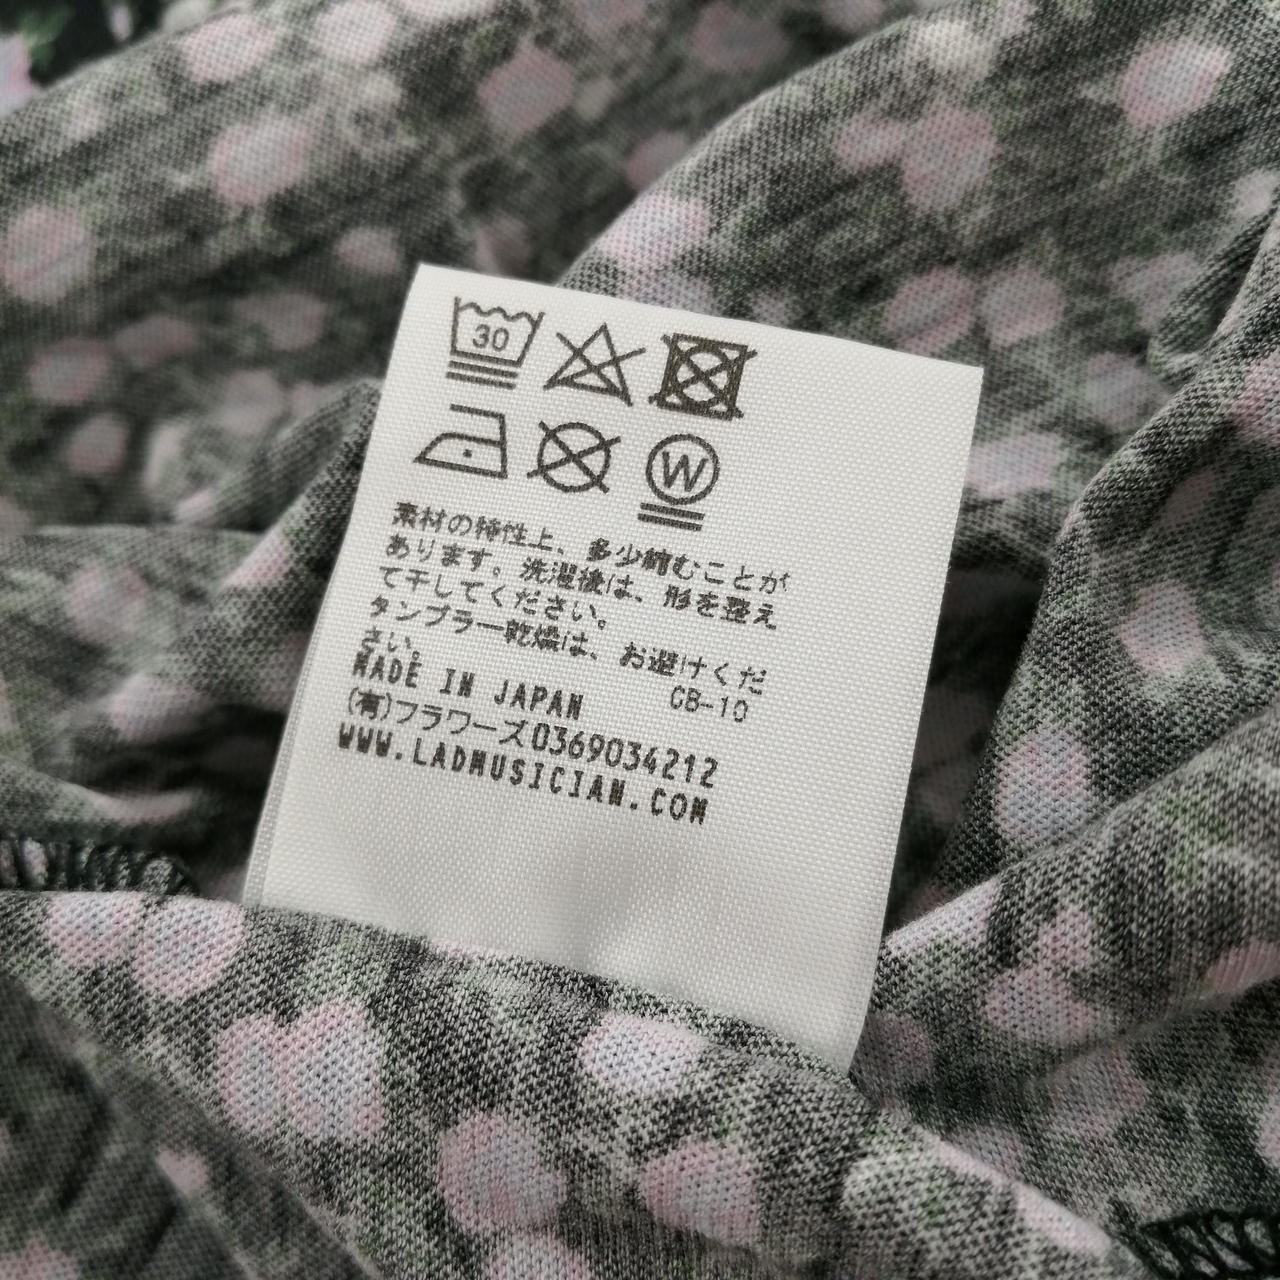 30
W
素材の特性上、多少縮むことが
あります。洗濯後は、形を整え
て干してください。
タンブラー乾燥は、お避けくだ
さい。
MADE IN JAPAN CB-10
(有)フラワーズ0369034212
WWW.LADMUSICIAN.COM